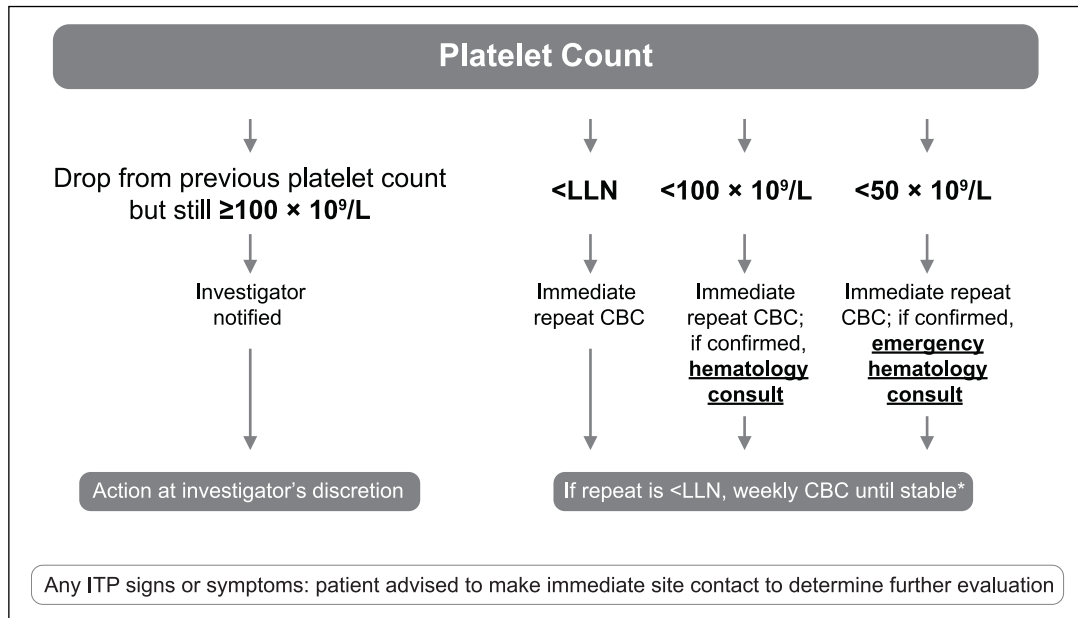 Platelet Count
Drop from previous platelet count
but still ≥100 × 10⁹/L
<LLN
<100 × 10⁹/L
<50 × 10⁹/L
Investigator
notified
Immediate
repeat CBC
Immediate
repeat CBC;
if confirmed,
hematology
consult
Immediate repeat
CBC; if confirmed,
emergency
hematology
consult
Action at investigator’s discretion
If repeat is <LLN, weekly CBC until stable*
Any ITP signs or symptoms: patient advised to make immediate site contact to determine further evaluation